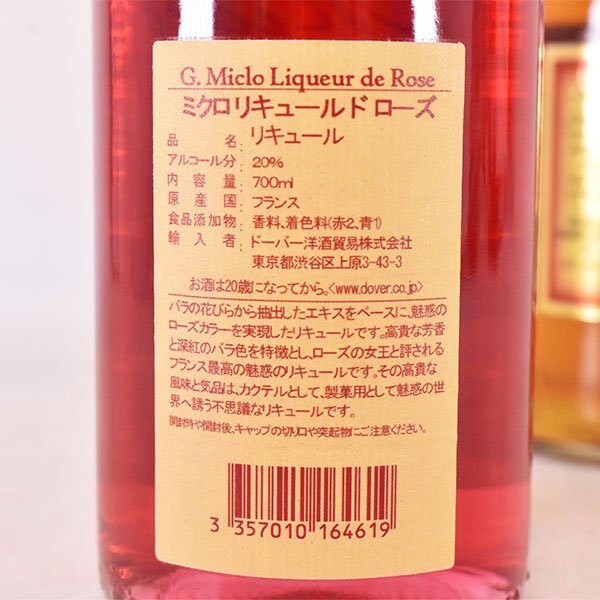 G. Miclo Liqueur de Rose
ミクロリキュールド ローズ
品名：リキュール
アルコール分：20%
内容量：700ml
原産国：フランス
食品添加物：香料、着色料(赤2、青1)
輸入者：ドーバー洋酒貿易株式会社
東京都渋谷区上原3-43-3
お酒は20歳になってから。<www.dover.co.jp>
バラの花びらから抽出したエキスをベースに、魅惑の
ローズカラーを実現したリキュールです。高貴な芳香
と深紅のバラ色を特徴とし、ローズの女王と評される
フランス最高の魅惑のリキュールです。その高貴な
風味と気品は、カクテルとして、製菓用として魅惑の世
界へ誘う不思議なリキュールです。
開封時や開封後、キャップの切り口や突起物にご注意ください。
3 357010 164619